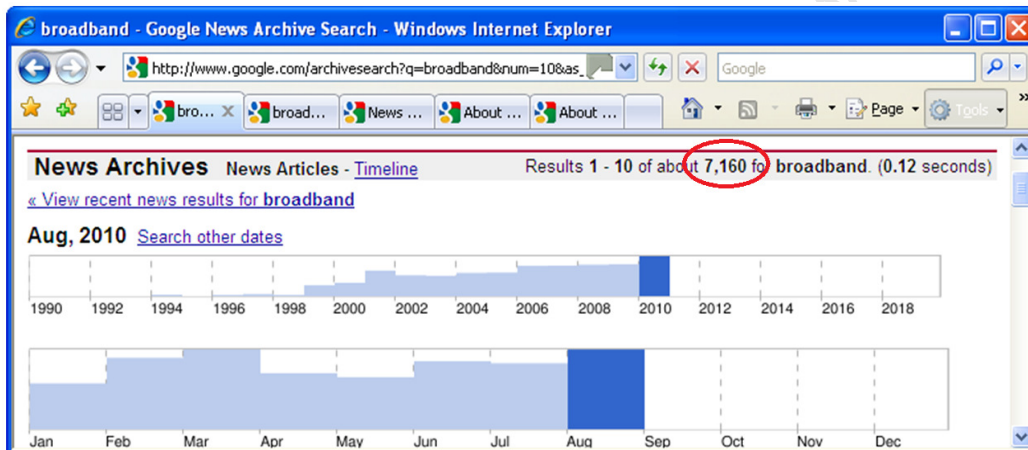 broadband - Google News Archive Search - Windows Internet Explorer
http://www.google.com/archivesearch?q=broadband&num=10&as_
Google
bro... broad... News ... About ... About ... Page Tools »
News Archives News Articles - Timeline Results 1 - 10 of about 7,160 for broadband. (0.12 seconds)
« View recent news results for broadband
Aug, 2010 Search other dates
1990 1992 1994 1996 1998 2000 2002 2004 2006 2008 2010 2012 2014 2016 2018
Jan Feb Mar Apr May Jun Jul Aug Sep Oct Nov Dec